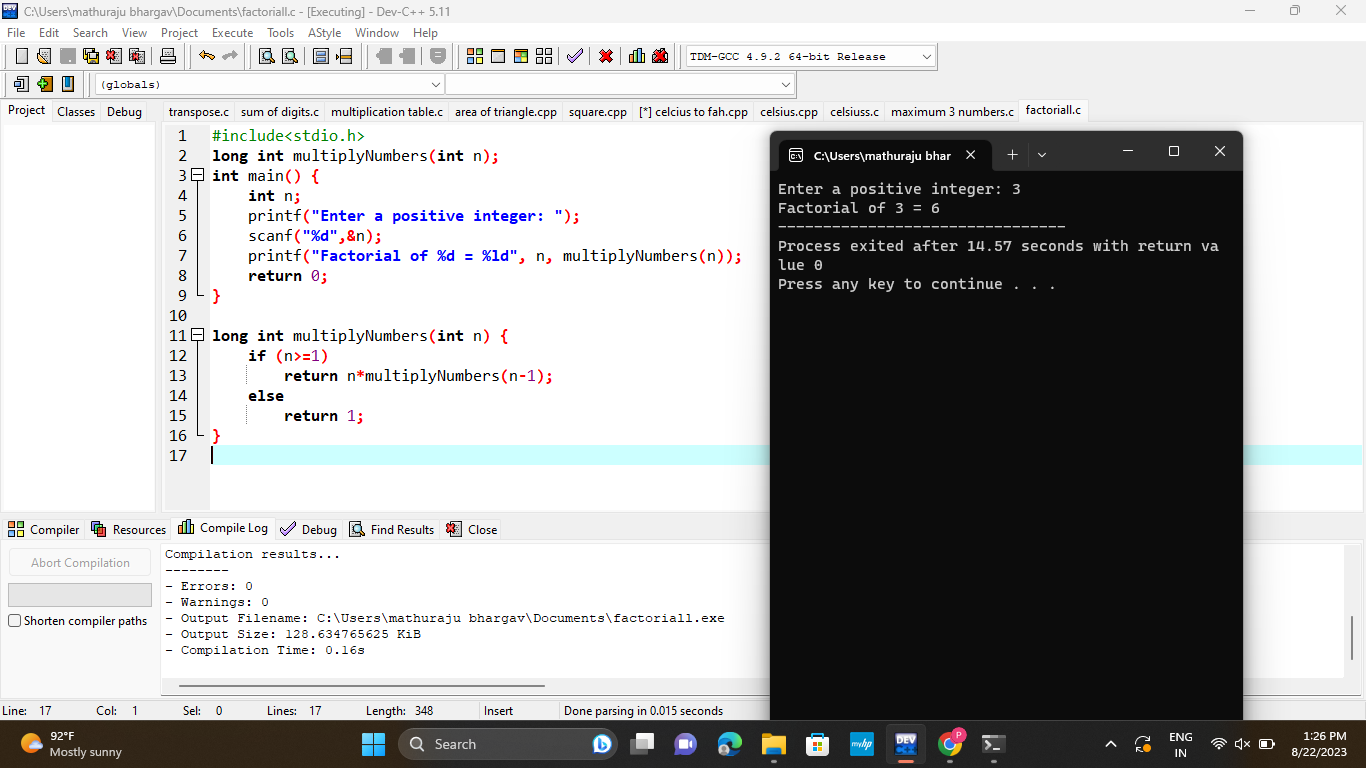 C:\Users\mathuraju bhargav\Documents\factoriall.c - [Executing] - Dev-C++ 5.11
File Edit Search View Project Execute Tools AStyle Window Help
TDM-GCC 4.9.2 64-bit Release
(globals)
Project Classes Debug
transpose.c sum of digits.c multiplication table.c area of triangle.cpp square.cpp [*] celcius to fah.cpp celsius.cpp celsiuss.c maximum 3 numbers.c factoriall.c
1 #include<stdio.h>
2 long int multiplyNumbers(int n);
3 int main() {
4 int n;
5 printf("Enter a positive integer: ");
6 scanf("%d",&n);
7 printf("Factorial of %d = %ld", n, multiplyNumbers(n));
8 return 0;
9 }
10
11 long int multiplyNumbers(int n) {
12 if (n>=1)
13 return n*multiplyNumbers(n-1);
14 else
15 return 1;
16 }
17
C:\Users\mathuraju bhar
Enter a positive integer: 3
Factorial of 3 = 6
--------------------------------
Process exited after 14.57 seconds with return va
lue 0
Press any key to continue . . .
Compiler Resources Compile Log Debug Find Results Close
Abort Compilation
Shorten compiler paths
Compilation results...
--------
- Errors: 0
- Warnings: 0
- Output Filename: C:\Users\mathuraju bhargav\Documents\factoriall.exe
- Output Size: 128.634765625 KiB
- Compilation Time: 0.16s
Line: 17 Col: 1 Sel: 0 Lines: 17 Length: 348 Insert Done parsing in 0.015 seconds
92°F
Mostly sunny
Search
DEV
myhp
P
ENG
IN
1:26 PM
8/22/2023